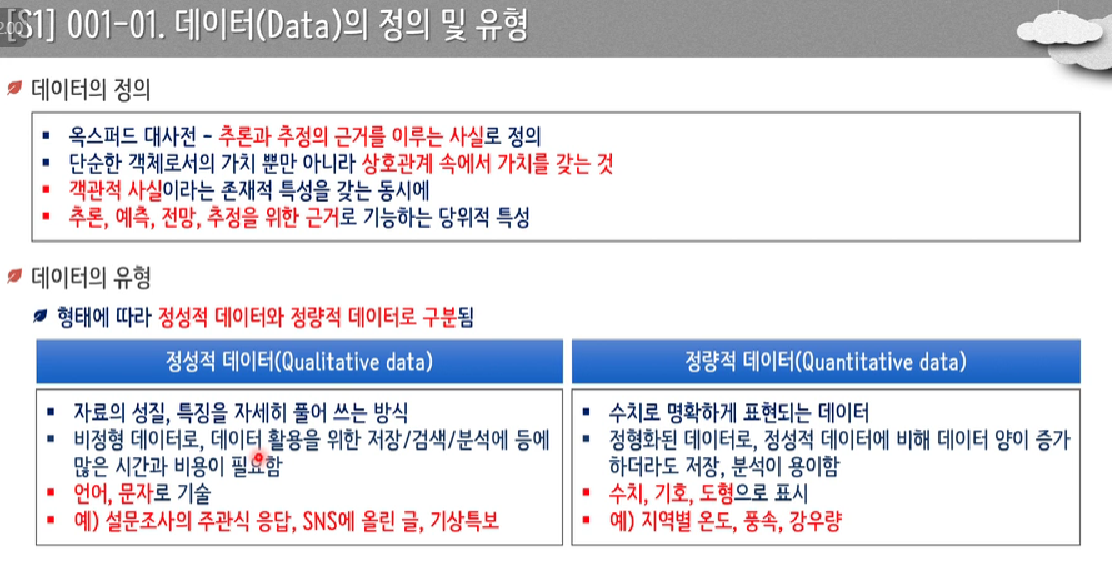 2.00
[S1] 001-01. 데이터(Data)의 정의 및 유형
데이터의 정의
옥스퍼드 대사전 - 추론과 추정의 근거를 이루는 사실로 정의
단순한 객체로서의 가치 뿐만 아니라 상호관계 속에서 가치를 갖는 것
객관적 사실이라는 존재적 특성을 갖는 동시에
추론, 예측, 전망, 추정을 위한 근거로 기능하는 당위적 특성
데이터의 유형
형태에 따라 정성적 데이터와 정량적 데이터로 구분됨
정성적 데이터(Qualitative data)
자료의 성질, 특징을 자세히 풀어 쓰는 방식
비정형 데이터로, 데이터 활용을 위한 저장/검색/분석에 등에
많은 시간과 비용이 필요함
언어, 문자로 기술
예) 설문조사의 주관식 응답, SNS에 올린 글, 기상특보
정량적 데이터(Quantitative data)
수치로 명확하게 표현되는 데이터
정형화된 데이터로, 정성적 데이터에 비해 데이터 양이 증가
하더라도 저장, 분석이 용이함
수치, 기호, 도형으로 표시
예) 지역별 온도, 풍속, 강우량